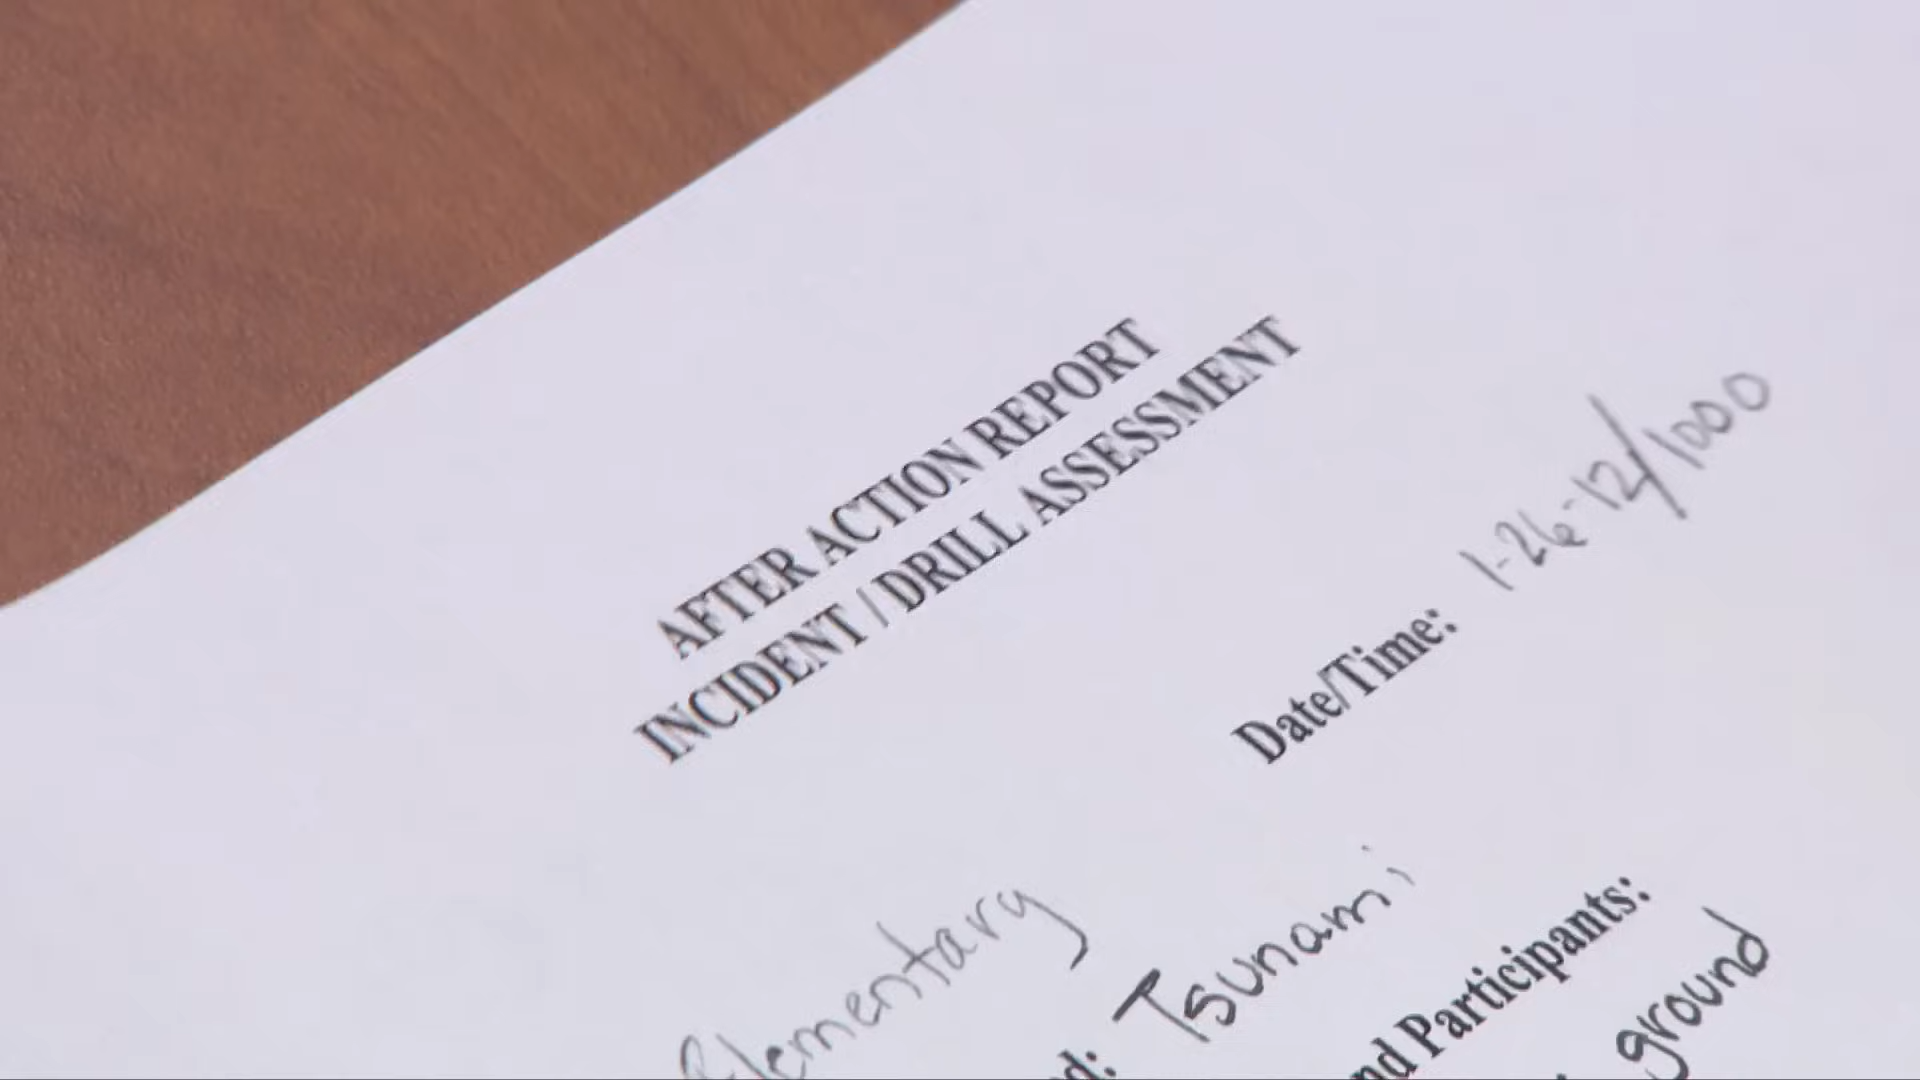 AFTER ACTION REPORT
INCIDENT / DRILL ASSESSMENT
Date/Time: 1-26-12/1000
Elementary
Tsunami
Participants:
ground